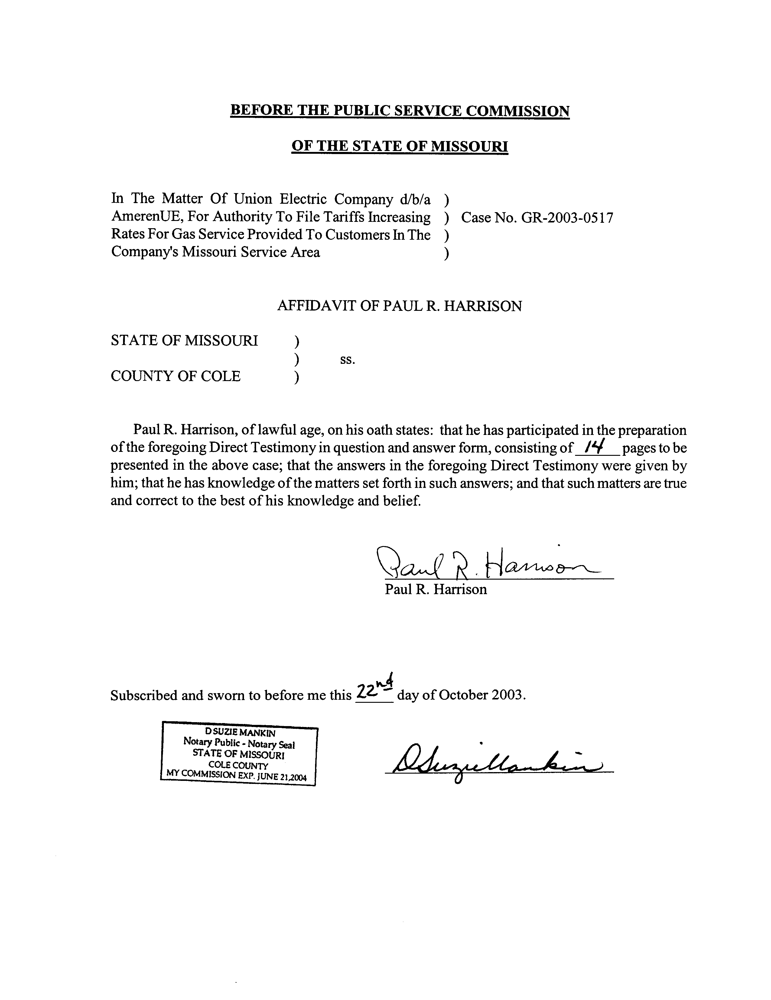 BEFORE THE PUBLIC SERVICE COMMISSION
OF THE STATE OF MISSOURI
In The Matter Of Union Electric Company d/b/a )
AmerenUE, For Authority To File Tariffs Increasing ) Case No. GR-2003-0517
Rates For Gas Service Provided To Customers In The )
Company's Missouri Service Area )
AFFIDAVIT OF PAUL R. HARRISON
STATE OF MISSOURI )
) ss.
COUNTY OF COLE )
Paul R. Harrison, of lawful age, on his oath states: that he has participated in the preparation
of the foregoing Direct Testimony in question and answer form, consisting of 14 pages to be
presented in the above case; that the answers in the foregoing Direct Testimony were given by
him; that he has knowledge of the matters set forth in such answers; and that such matters are true
and correct to the best of his knowledge and belief.
Paul R. Harrison
Paul R. Harrison
Subscribed and sworn to before me this 22nd day of October 2003.
D SUZIE MANKIN
Notary Public - Notary Seal
STATE OF MISSOURI
COLE COUNTY
MY COMMISSION EXP. JUNE 21,2004
D Suzie Mankin